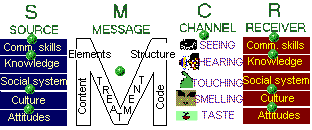 S M C R
SOURCE MESSAGE CHANNEL RECEIVER
Comm. skills
Knowledge
Social system
Culture
Attitudes
Elements Structure
Content
TREATMENT
Code
SEEING
HEARING
TOUCHING
SMELLING
TASTE
Comm. skills
Knowledge
Social system
Culture
Attitudes